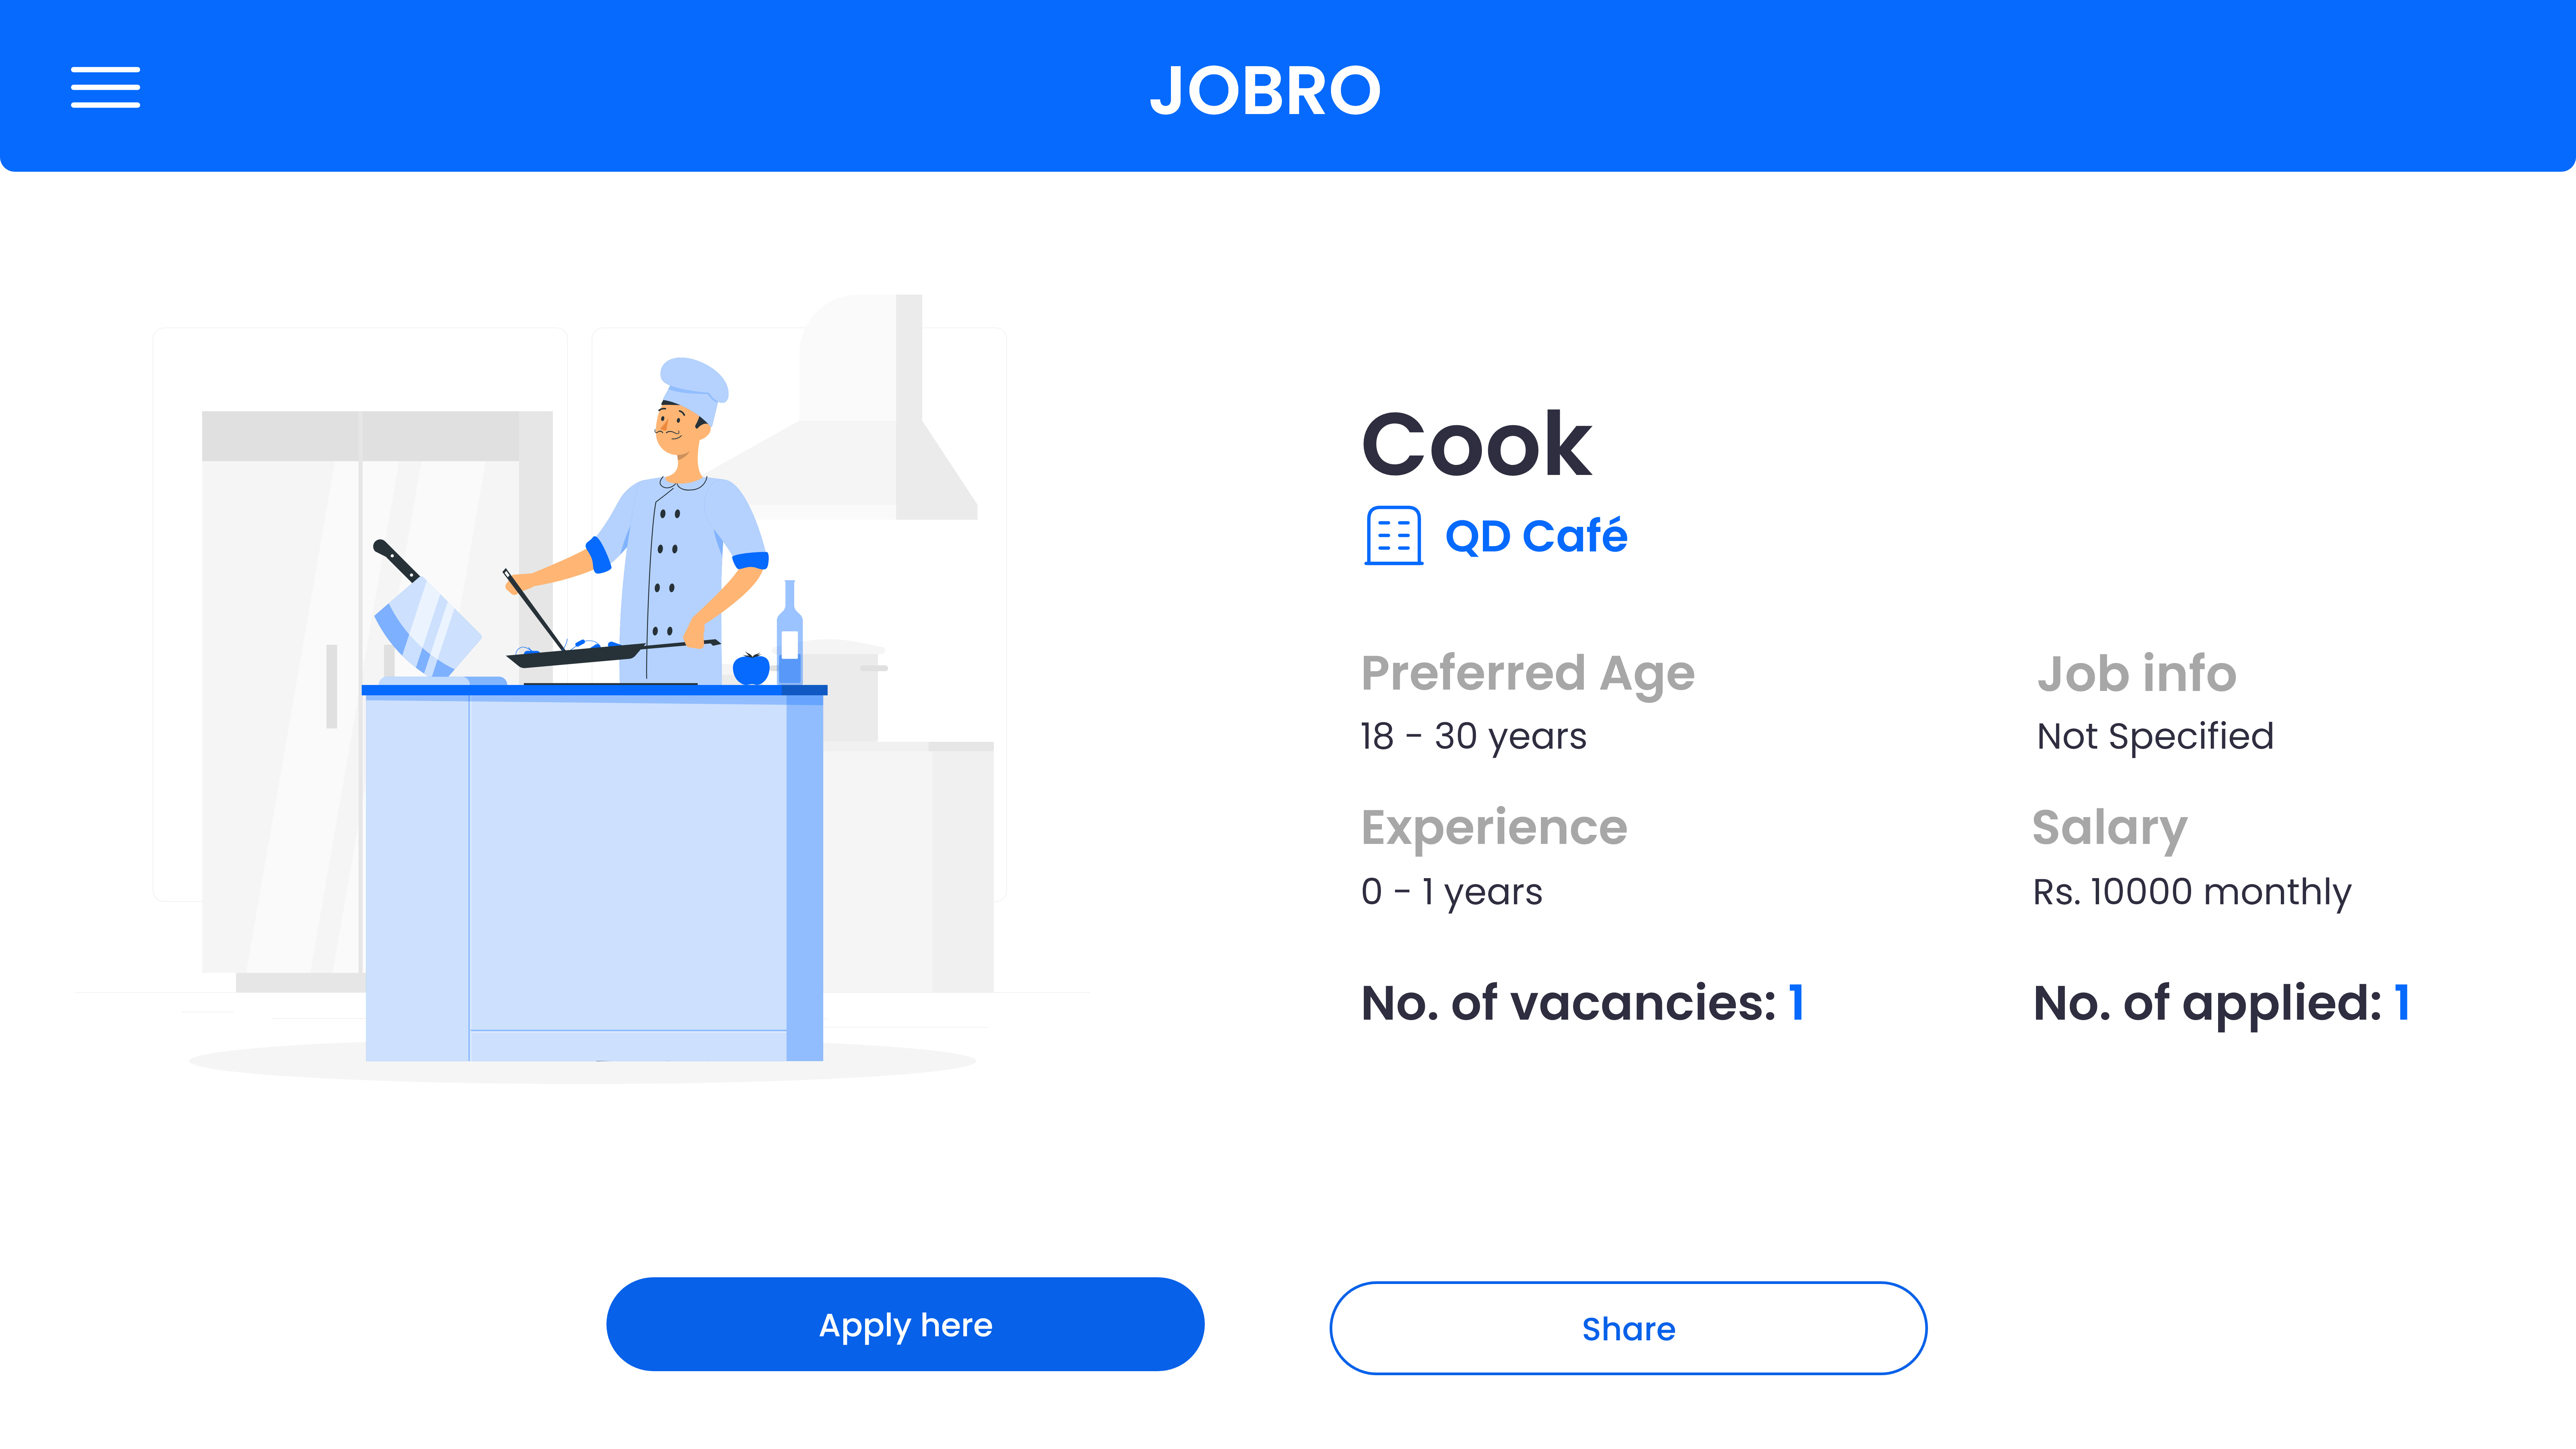 JOBRO
Cook
QD Café
Preferred Age
18 - 30 years
Job info
Not Specified
Experience
0 - 1 years
Salary
Rs. 10000 monthly
No. of vacancies: 1
No. of applied: 1
Apply here
Share